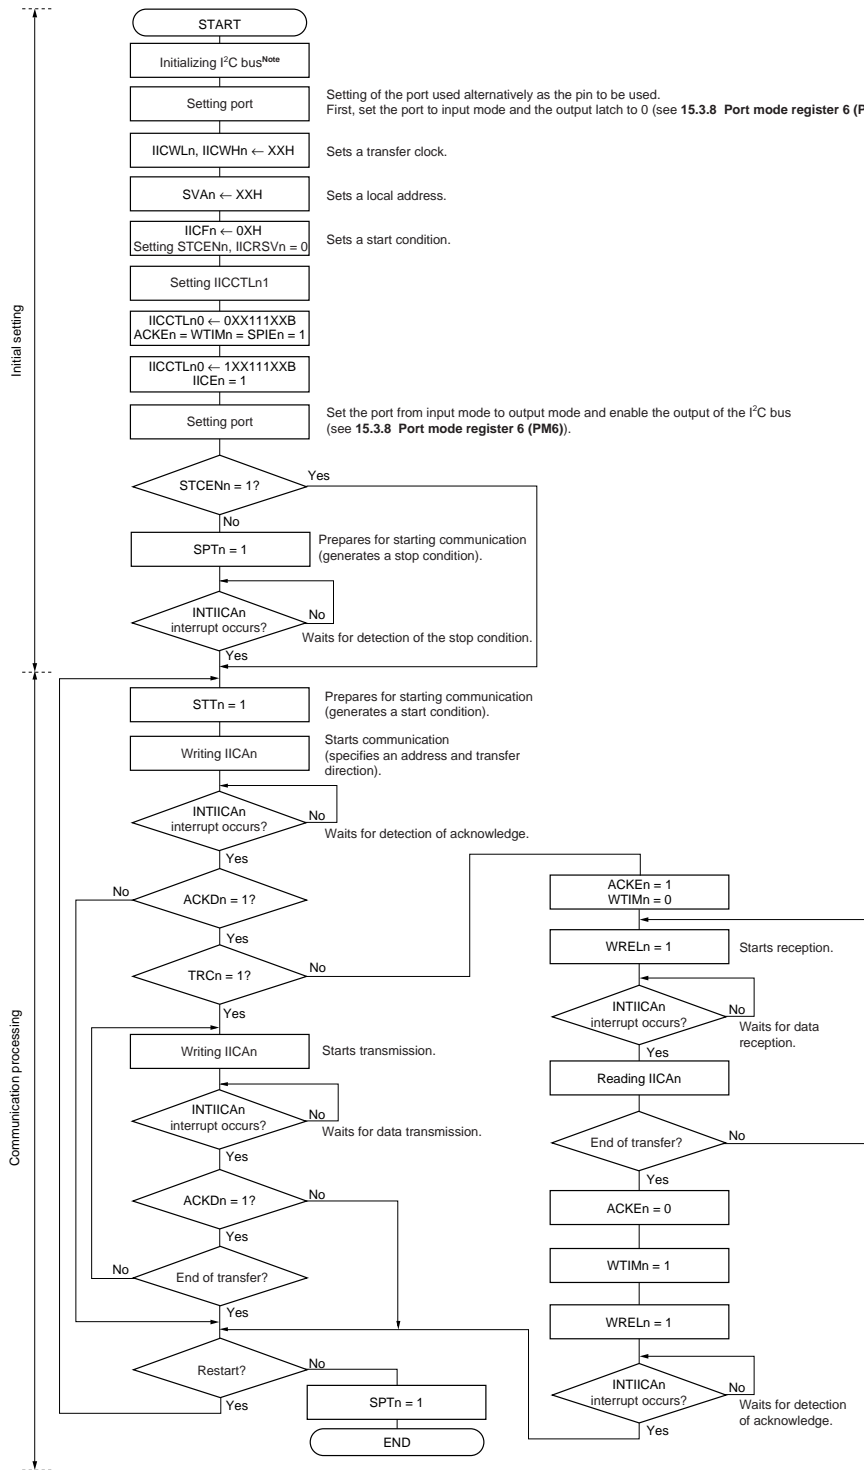 START
Initializing I²C busNote
Setting port
Setting of the port used alternatively as the pin to be used.
First, set the port to input mode and the output latch to 0 (see 15.3.8 Port mode register 6 (P
IICWLn, IICWHn ← XXH
Sets a transfer clock.
SVAn ← XXH
Sets a local address.
IICFn ← 0XH
Setting STCENn, IICRSVn = 0
Sets a start condition.
Setting IICCTLn1
IICCTLn0 ← 0XX111XXB
ACKEn = WTIMn = SPIEn = 1
IICCTLn0 ← 1XX111XXB
IICEn = 1
Setting port
Set the port from input mode to output mode and enable the output of the I²C bus
(see 15.3.8 Port mode register 6 (PM6)).
Initial setting
STCENn = 1?
Yes
No
SPTn = 1
Prepares for starting communication
(generates a stop condition).
INTIICAn
interrupt occurs?
No
Waits for detection of the stop condition.
Yes
STTn = 1
Prepares for starting communication
(generates a start condition).
Writing IICAn
Starts communication
(specifies an address and transfer
direction).
INTIICAn
interrupt occurs?
No
Waits for detection of acknowledge.
Yes
No
ACKDn = 1?
Yes
TRCn = 1?
No
Yes
Writing IICAn
Starts transmission.
INTIICAn
interrupt occurs?
No
Waits for data transmission.
Yes
ACKDn = 1?
No
Yes
No
End of transfer?
Yes
Restart?
No
Yes
SPTn = 1
END
Communication processing
ACKEn = 1
WTIMn = 0
WRELn = 1
Starts reception.
INTIICAn
interrupt occurs?
No
Waits for data
reception.
Yes
Reading IICAn
End of transfer?
No
Yes
ACKEn = 0
WTIMn = 1
WRELn = 1
INTIICAn
interrupt occurs?
No
Waits for detection
of acknowledge.
Yes